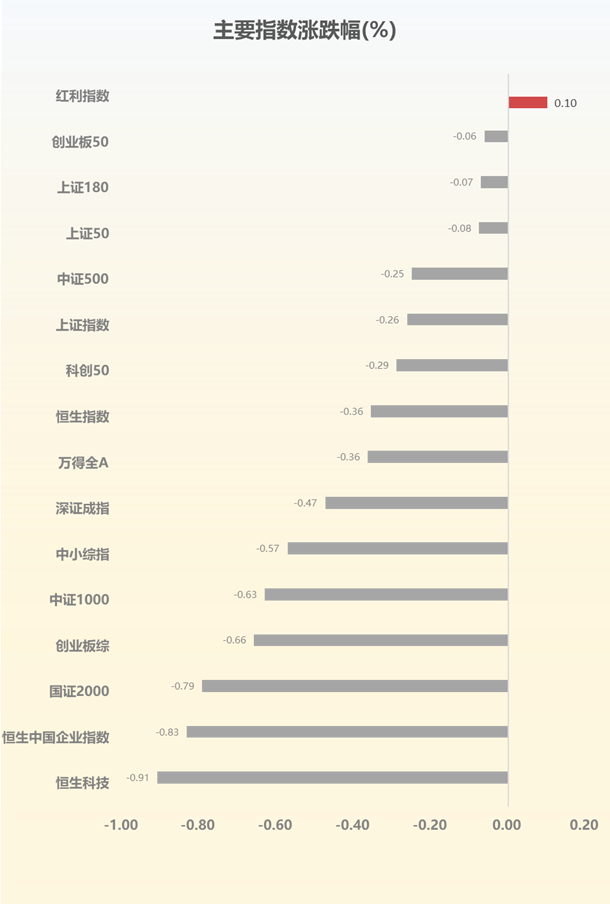 主要指数涨跌幅(%)
红利指数 0.10
创业板50 -0.06
上证180 -0.07
上证50 -0.08
中证500 -0.25
上证指数 -0.26
科创50 -0.29
恒生指数 -0.36
万得全A -0.36
深证成指 -0.47
中小综指 -0.57
中证1000 -0.63
创业板综 -0.66
国证2000 -0.79
恒生中国企业指数 -0.83
恒生科技 -0.91
-1.00 -0.80 -0.60 -0.40 -0.20 0.00 0.20